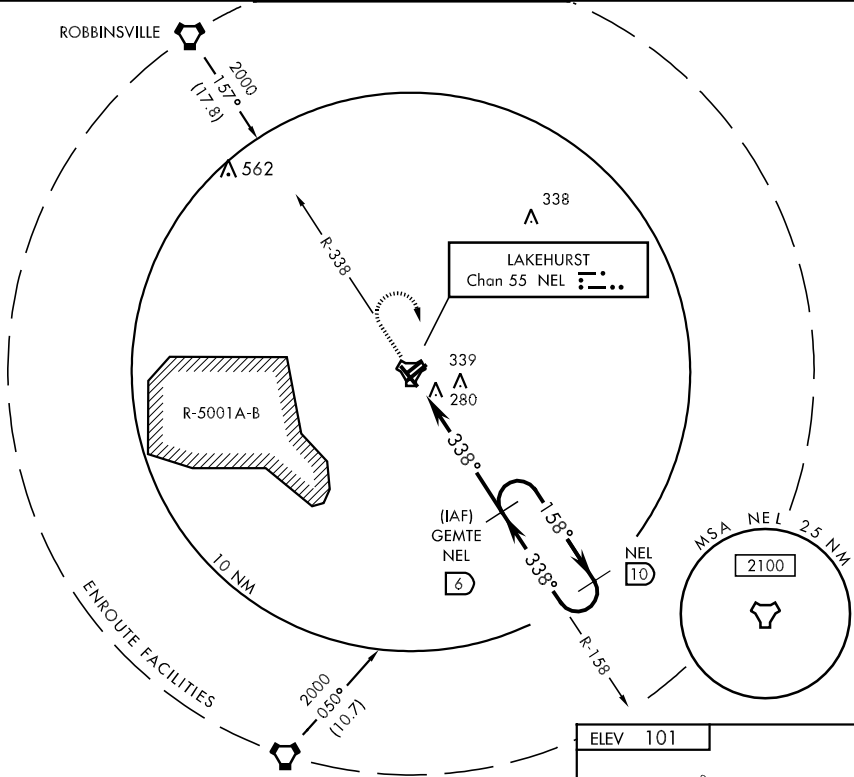 ROBBINSVILLE
2000
157°
(17.8)
562
338
R-338
LAKEHURST
Chan 55 NEL
339
280
R-5001A-B
338°
(IAF)
GEMTE
NEL
6
158°
338°
NEL
10
MSA NEL 25 NM
2100
10 NM
ENROUTE FACILITIES
R-158
2000
050°
(10.7)
ELEV 101